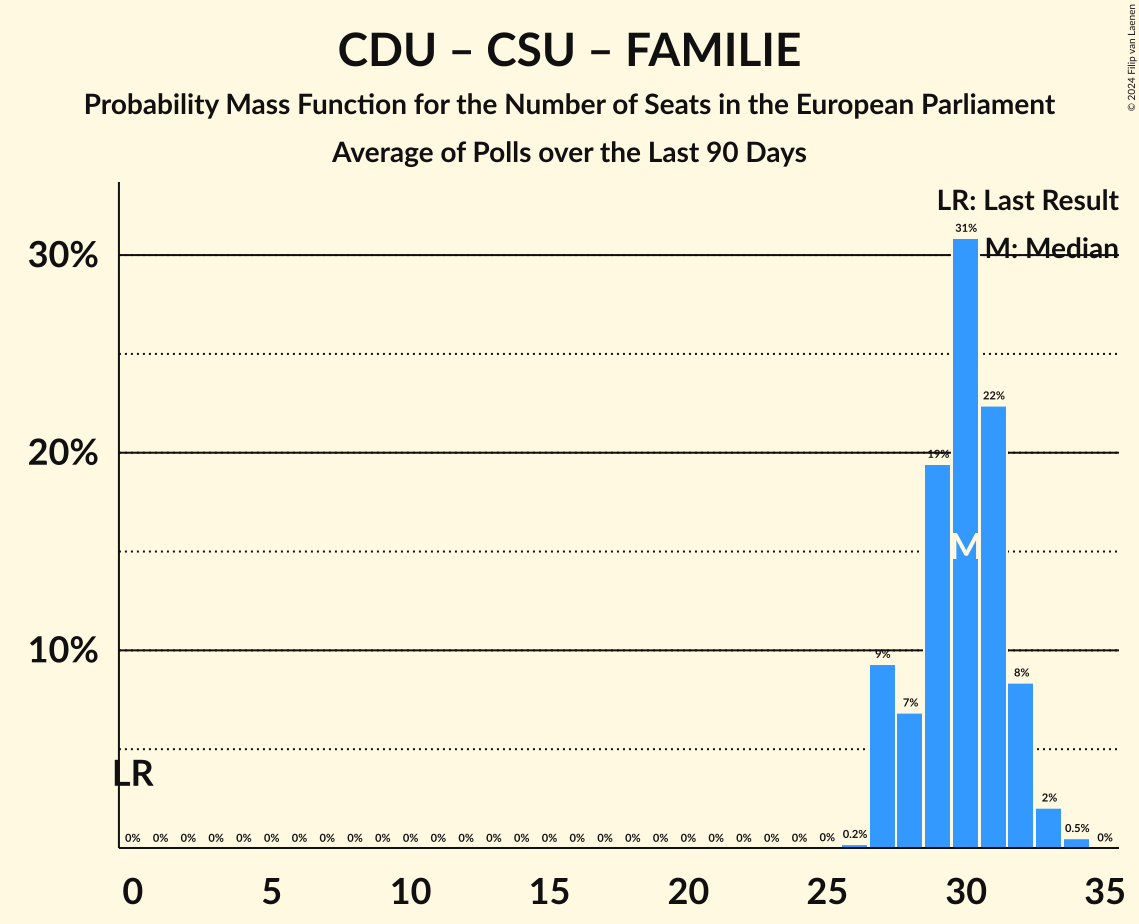 CDU – CSU – FAMILIE
Probability Mass Function for the Number of Seats in the European Parliament
Average of Polls over the Last 90 Days
© 2024 Filip van Laenen
LR: Last Result
M: Median
31%
30%
22%
20%
19%
M
10%
9%
8%
7%
LR
2%
0% 0% 0% 0% 0% 0% 0% 0% 0% 0% 0% 0% 0% 0% 0% 0% 0% 0% 0% 0% 0% 0% 0% 0% 0% 0% 0.2% 0.5% 0%
0 5 10 15 20 25 30 35